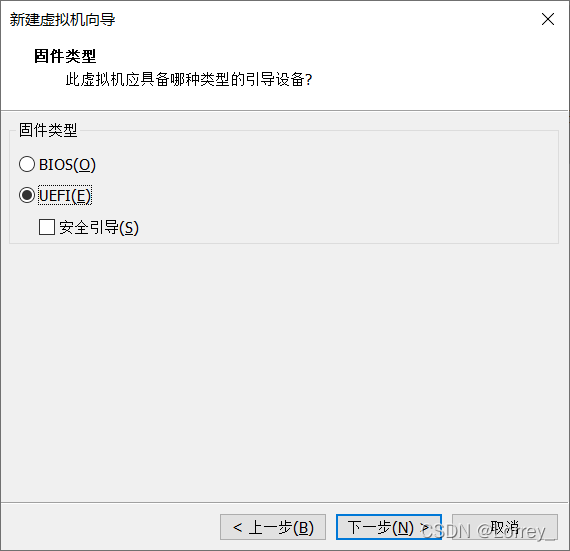 新建虚拟机向导
固件类型
此虚拟机应具备哪种类型的引导设备?
固件类型
BIOS(O)
UEFI(E)
安全引导(S)
< 上一步(B) 下一步(N) > 取消
CSDN @Lorrey_